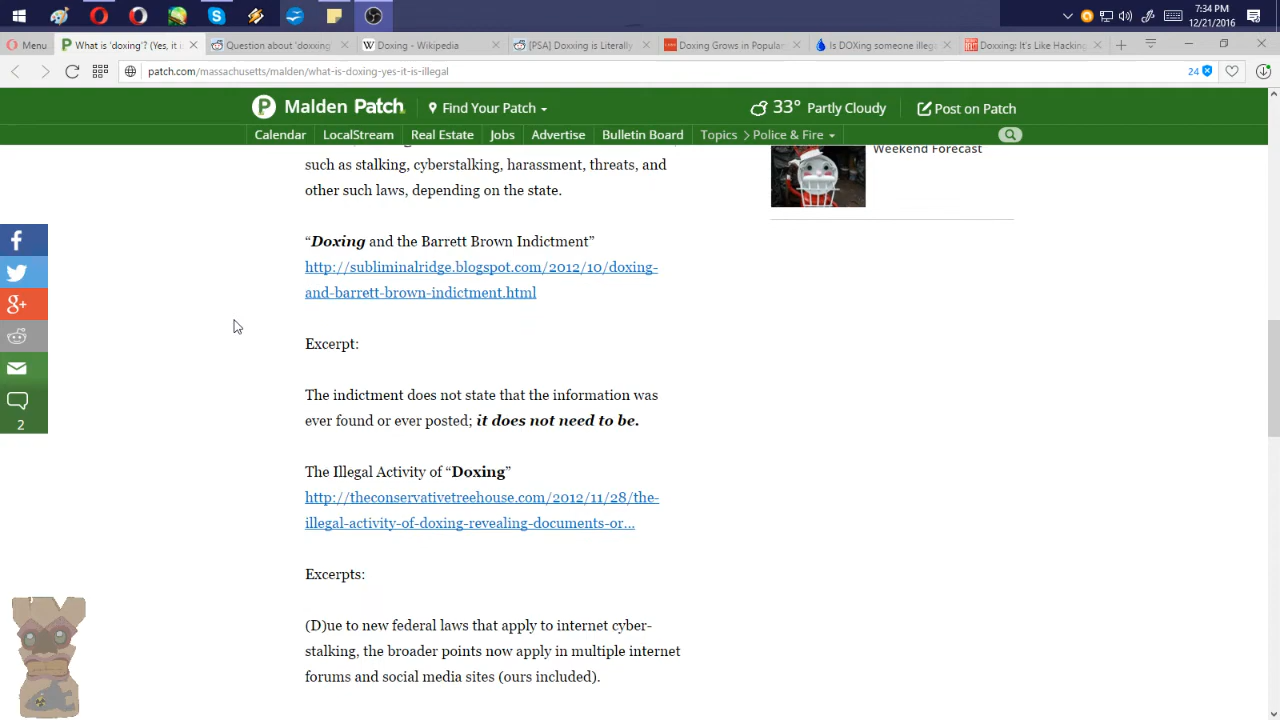 7:34 PM
12/21/2016
Menu
What is 'doxing'? (Yes, it
Question about 'doxxing
Doxing - Wikipedia
[PSA] Doxxing is Literally
Doxing Grows in Popular
Is DOXing someone illega
Doxxing: It's Like Hacking
patch.com/massachusetts/malden/what-is-doxing-yes-it-is-illegal
24
Malden Patch
Find Your Patch
33° Partly Cloudy
Post on Patch
Calendar LocalStream Real Estate Jobs Advertise Bulletin Board Topics > Police & Fire
such as stalking, cyberstalking, harassment, threats, and
other such laws, depending on the state.
Weekend Forecast
“Doxing and the Barrett Brown Indictment”
http://subliminalridge.blogspot.com/2012/10/doxing-
and-barrett-brown-indictment.html
Excerpt:
The indictment does not state that the information was
ever found or ever posted; it does not need to be.
The Illegal Activity of “Doxing”
http://theconservativetreehouse.com/2012/11/28/the-
illegal-activity-of-doxing-revealing-documents-or...
Excerpts:
(D)ue to new federal laws that apply to internet cyber-
stalking, the broader points now apply in multiple internet
forums and social media sites (ours included).
2